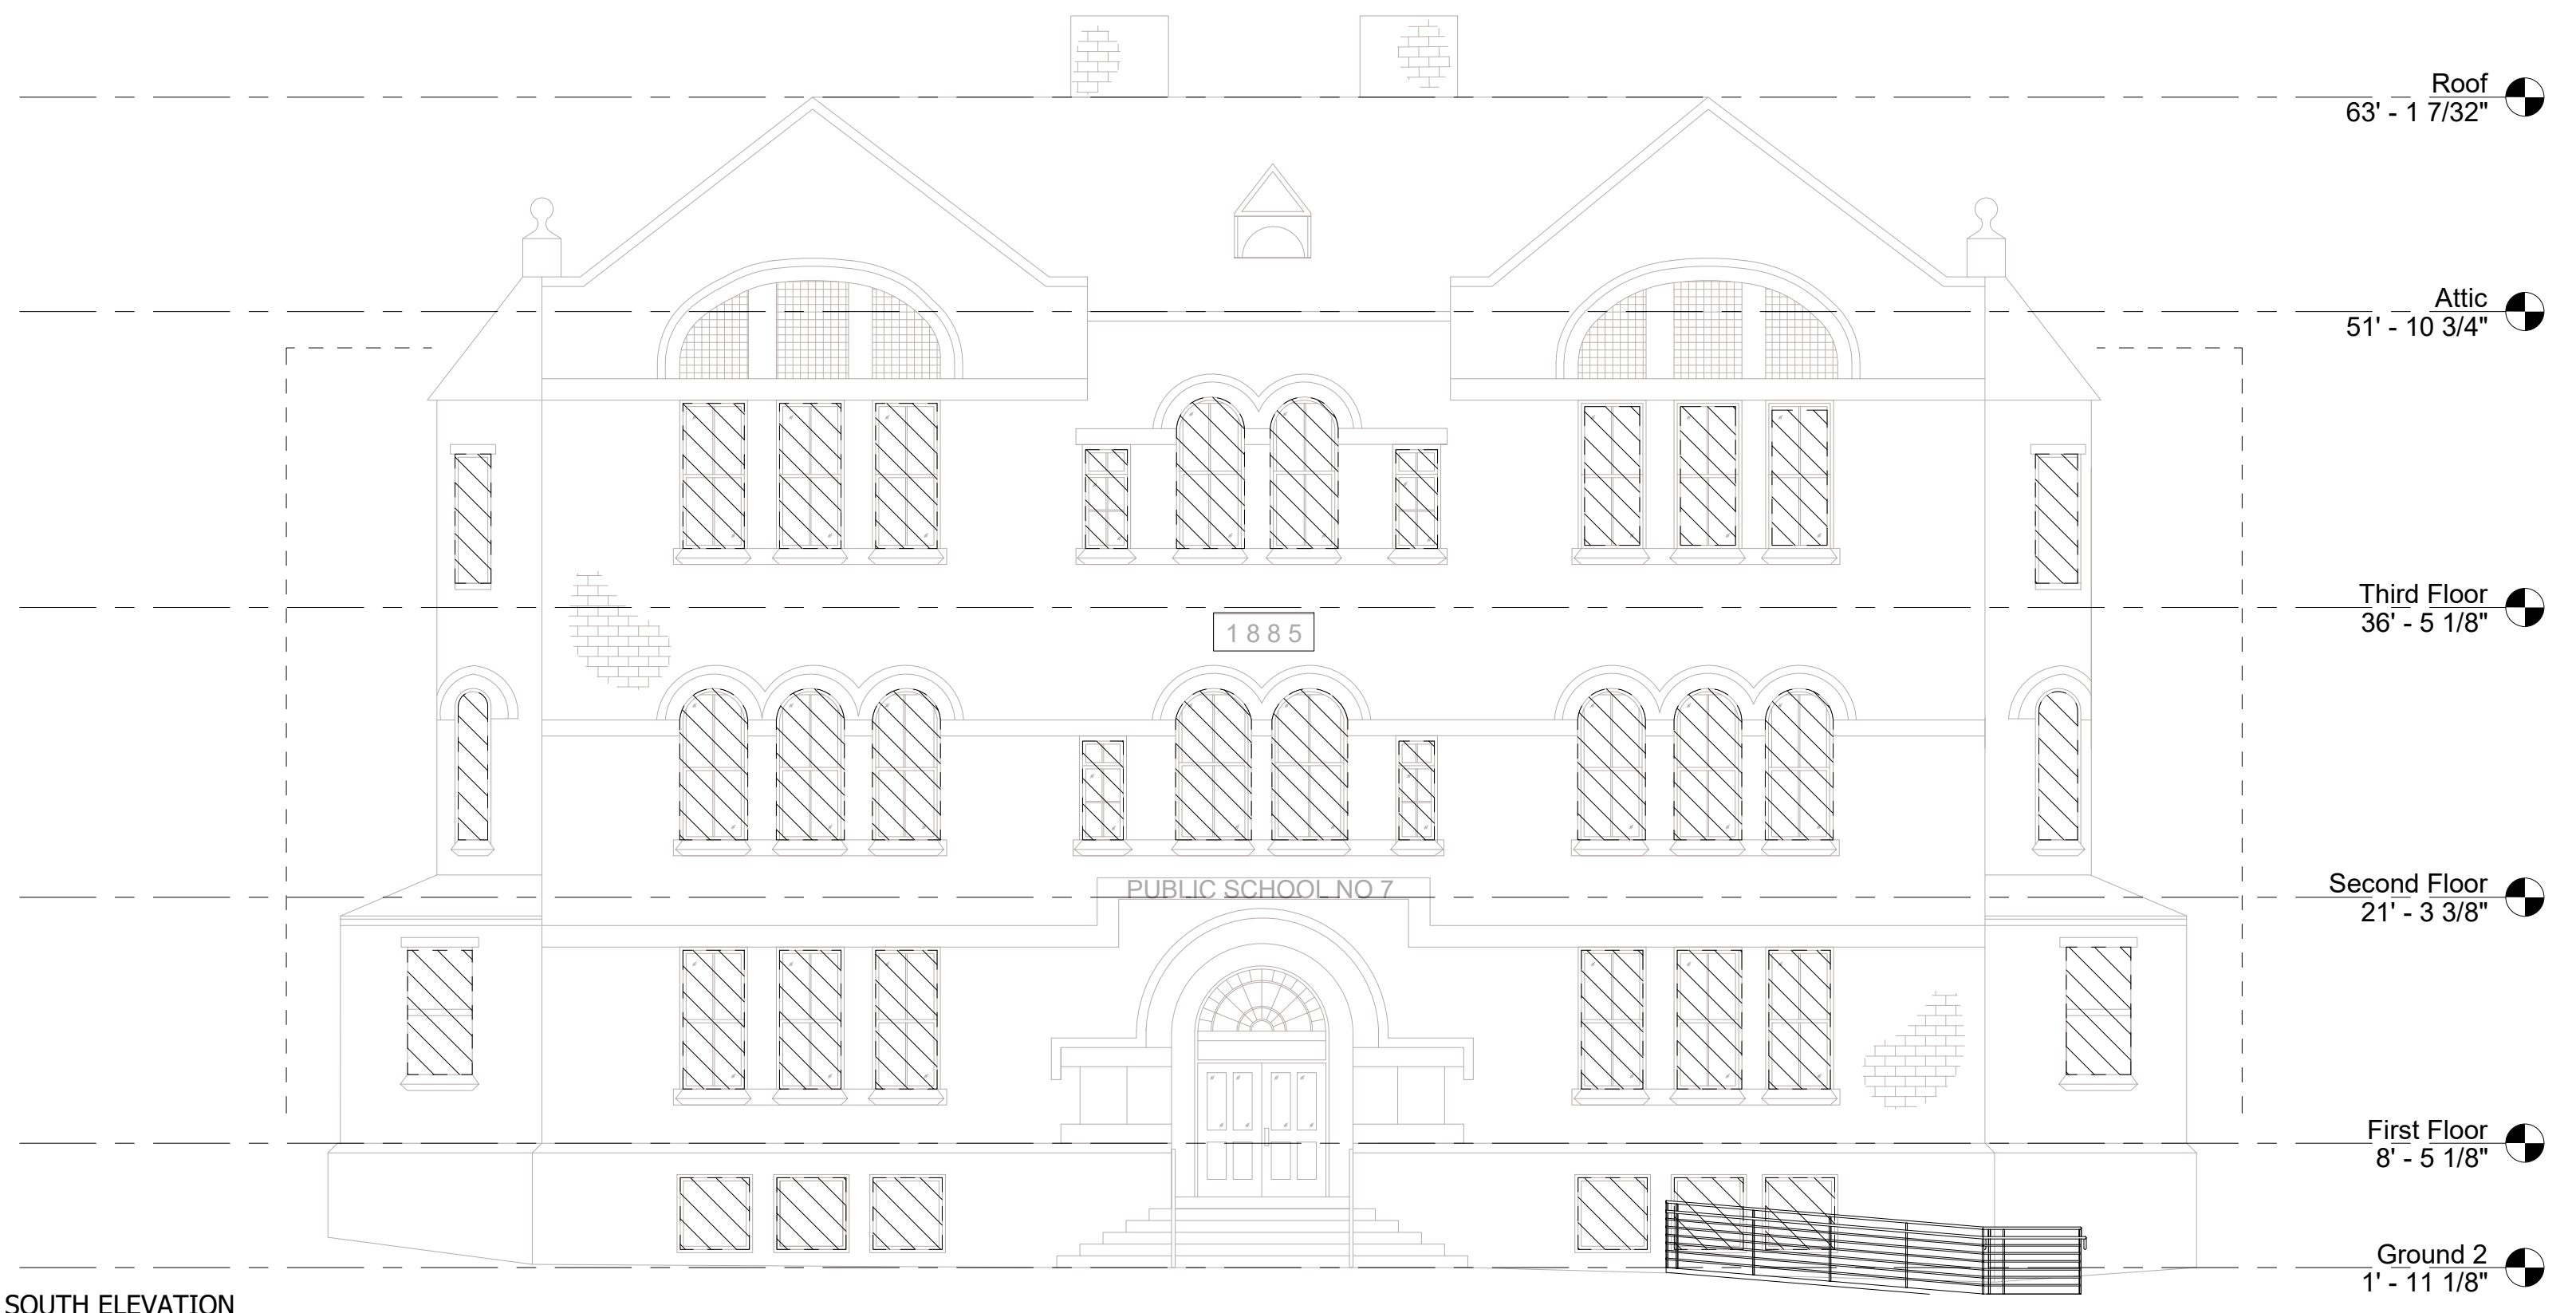 Roof
63' - 1 7/32"
Attic
51' - 10 3/4"
Third Floor
36' - 5 1/8"
1885
PUBLIC SCHOOL NO 7
Second Floor
21' - 3 3/8"
First Floor
8' - 5 1/8"
Ground 2
1' - 11 1/8"
SOUTH ELEVATION